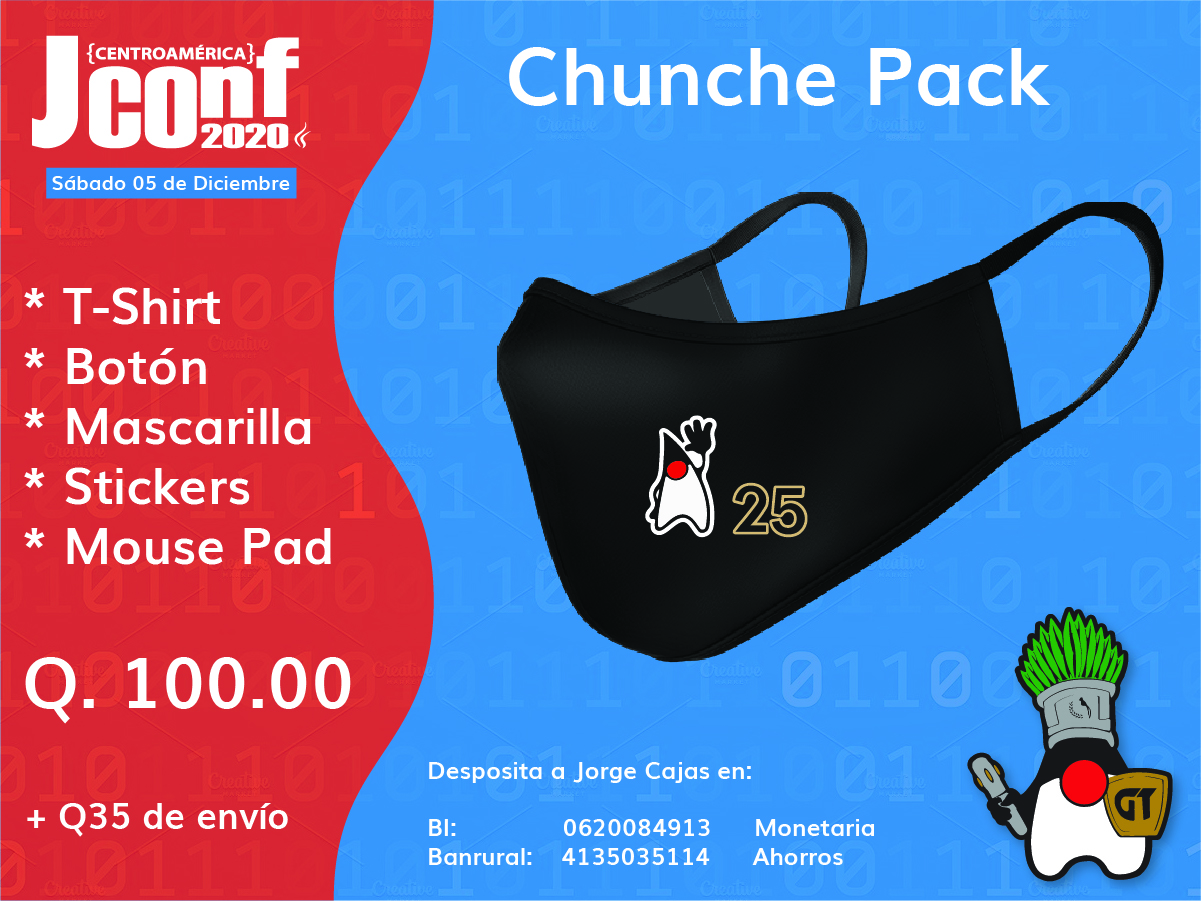 {CENTROAMÉRICA}
Jconf
2020
Sábado 05 de Diciembre
Chunche Pack
* T-Shirt
* Botón
* Mascarilla
* Stickers
* Mouse Pad
25
Q. 100.00
+ Q35 de envío
Desposita a Jorge Cajas en:
BI: 0620084913 Monetaria
Banrural: 4135035114 Ahorros
GT